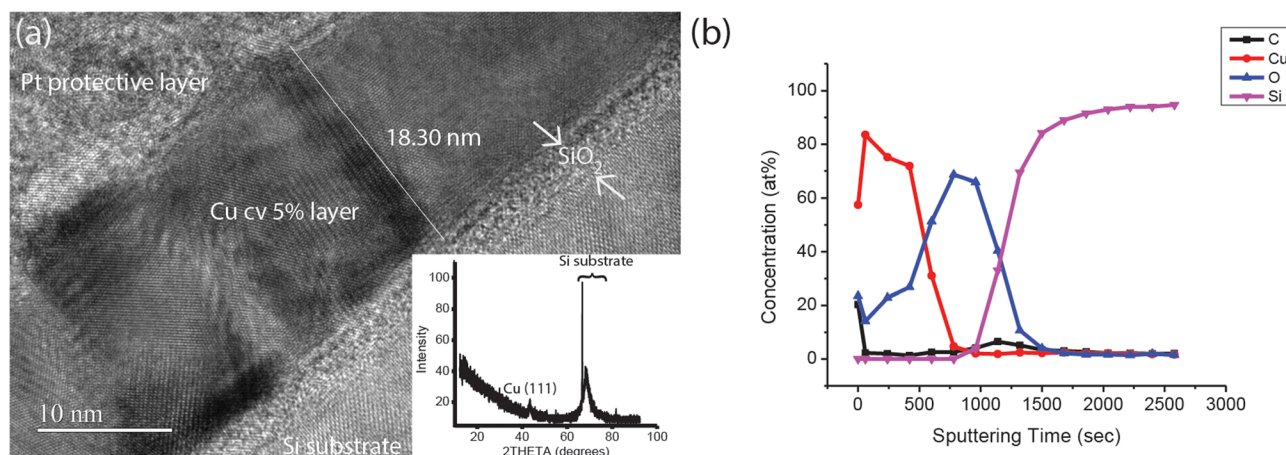 (a)
Pt protective layer
18.30 nm
SiO₂
Cu cv 5% layer
10 nm
Si substrate
Si substrate
100
80
60
40
20
Intensity
Cu (111)
20
40
60
80
100
2THETA (degrees)
(b)
C
Cu
O
Si
100
80
60
40
20
0
Concentration (at%)
0
500
1000
1500
2000
2500
3000
Sputtering Time (sec)